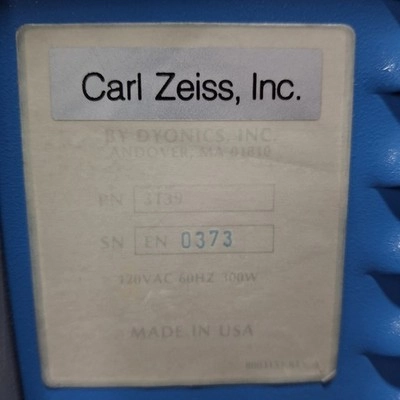 Carl Zeiss, Inc.
BY DYONICS, INC.
ANDOVER, MA 01810
PN 3139
SN EN 0373
120VAC 60HZ 300W
MADE IN USA